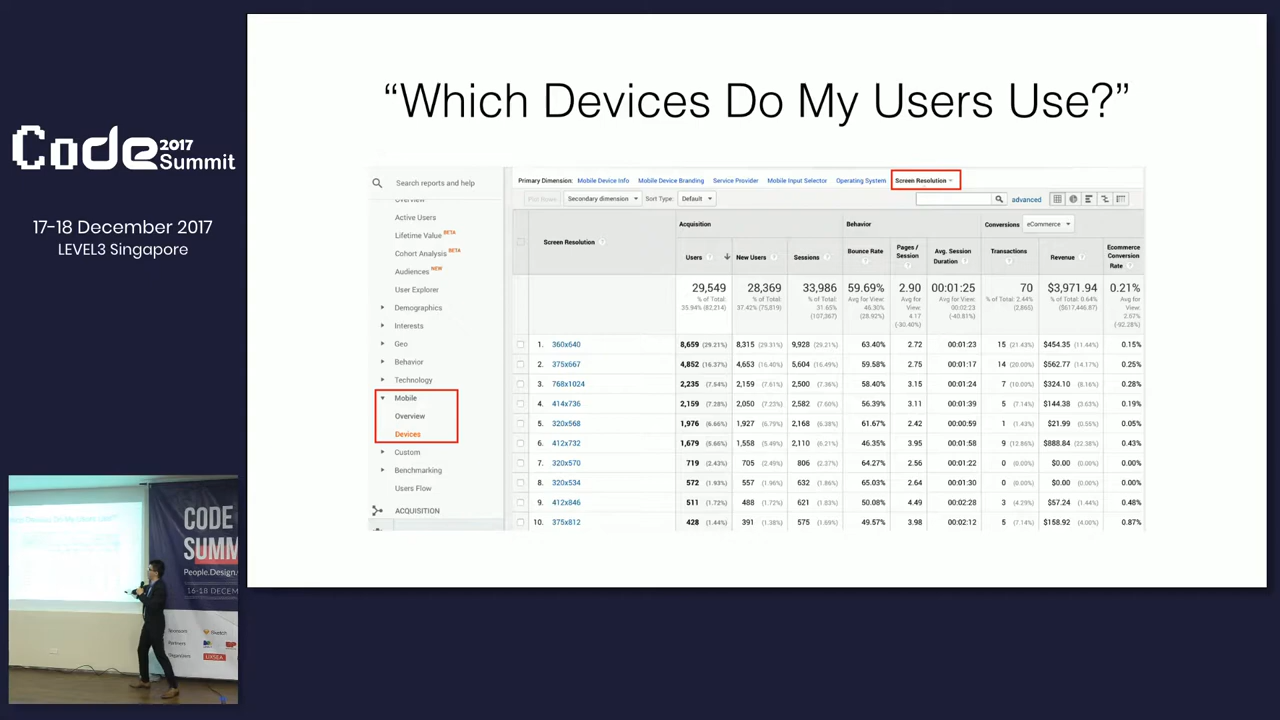 Code 2017 Summit
17-18 December 2017
LEVEL3 Singapore
“Which Devices Do My Users Use?”
Search reports and help
Overview
Active Users
Lifetime Value BETA
Cohort Analysis BETA
Audiences NEW
User Explorer
Demographics
Interests
Geo
Behavior
Technology
Mobile
Overview
Devices
Custom
Benchmarking
Users Flow
ACQUISITION
Primary Dimension: Mobile Device Info Mobile Device Branding Service Provider Mobile Input Selector Operating System Screen Resolution
Plot Rows Secondary dimension Sort Type: Default advanced
Acquisition Behavior Conversions eCommerce
Screen Resolution Users New Users Sessions Bounce Rate Pages / Session Avg. Session Duration Transactions Revenue Ecommerce Conversion Rate
29,549 28,369 33,986 59.69% 2.90 00:01:25 70 $3,971.94 0.21%
% of Total: 35.94% (82,214) % of Total: 37.42% (75,819) % of Total: 31.65% (107,367) Avg for View: 46.30% (28.92%) Avg for View: 4.17 (-30.40%) Avg for View: 00:02:23 (-40.81%) % of Total: 2.44% (2,865) % of Total: 0.64% ($617,446.87) Avg for View: 2.67% (-92.28%)
1. 360x640 8,659 (29.21%) 8,315 (29.31%) 9,928 (29.21%) 63.40% 2.72 00:01:23 15 (21.43%) $454.35 (11.44%) 0.15%
2. 375x667 4,852 (16.37%) 4,653 (16.40%) 5,604 (16.49%) 59.58% 2.75 00:01:17 14 (20.00%) $562.77 (14.17%) 0.25%
3. 768x1024 2,235 (7.54%) 2,159 (7.61%) 2,500 (7.36%) 58.40% 3.15 00:01:24 7 (10.00%) $324.10 (8.16%) 0.28%
4. 414x736 2,159 (7.28%) 2,050 (7.23%) 2,582 (7.60%) 56.39% 3.11 00:01:39 5 (7.14%) $144.38 (3.63%) 0.19%
5. 320x568 1,976 (6.66%) 1,927 (6.79%) 2,168 (6.38%) 61.67% 2.42 00:00:59 1 (1.43%) $21.99 (0.55%) 0.05%
6. 412x732 1,679 (5.66%) 1,558 (5.49%) 2,110 (6.21%) 46.35% 3.95 00:01:58 9 (12.86%) $888.84 (22.38%) 0.43%
7. 320x570 719 (2.43%) 705 (2.49%) 806 (2.37%) 64.27% 2.56 00:01:22 0 (0.00%) $0.00 (0.00%) 0.00%
8. 320x534 572 (1.93%) 557 (1.96%) 632 (1.86%) 65.03% 2.64 00:01:30 0 (0.00%) $0.00 (0.00%) 0.00%
9. 412x846 511 (1.72%) 488 (1.72%) 621 (1.83%) 50.08% 4.49 00:02:28 3 (4.29%) $57.24 (1.44%) 0.48%
10. 375x812 428 (1.44%) 391 (1.38%) 575 (1.69%) 49.57% 3.98 00:02:12 5 (7.14%) $158.92 (4.00%) 0.87%
Which Devices Do My Users Use?
CODE
SUMM
People.Design.
16-18 DECEM
Sponsors
Partners
Organizers
UXSEA